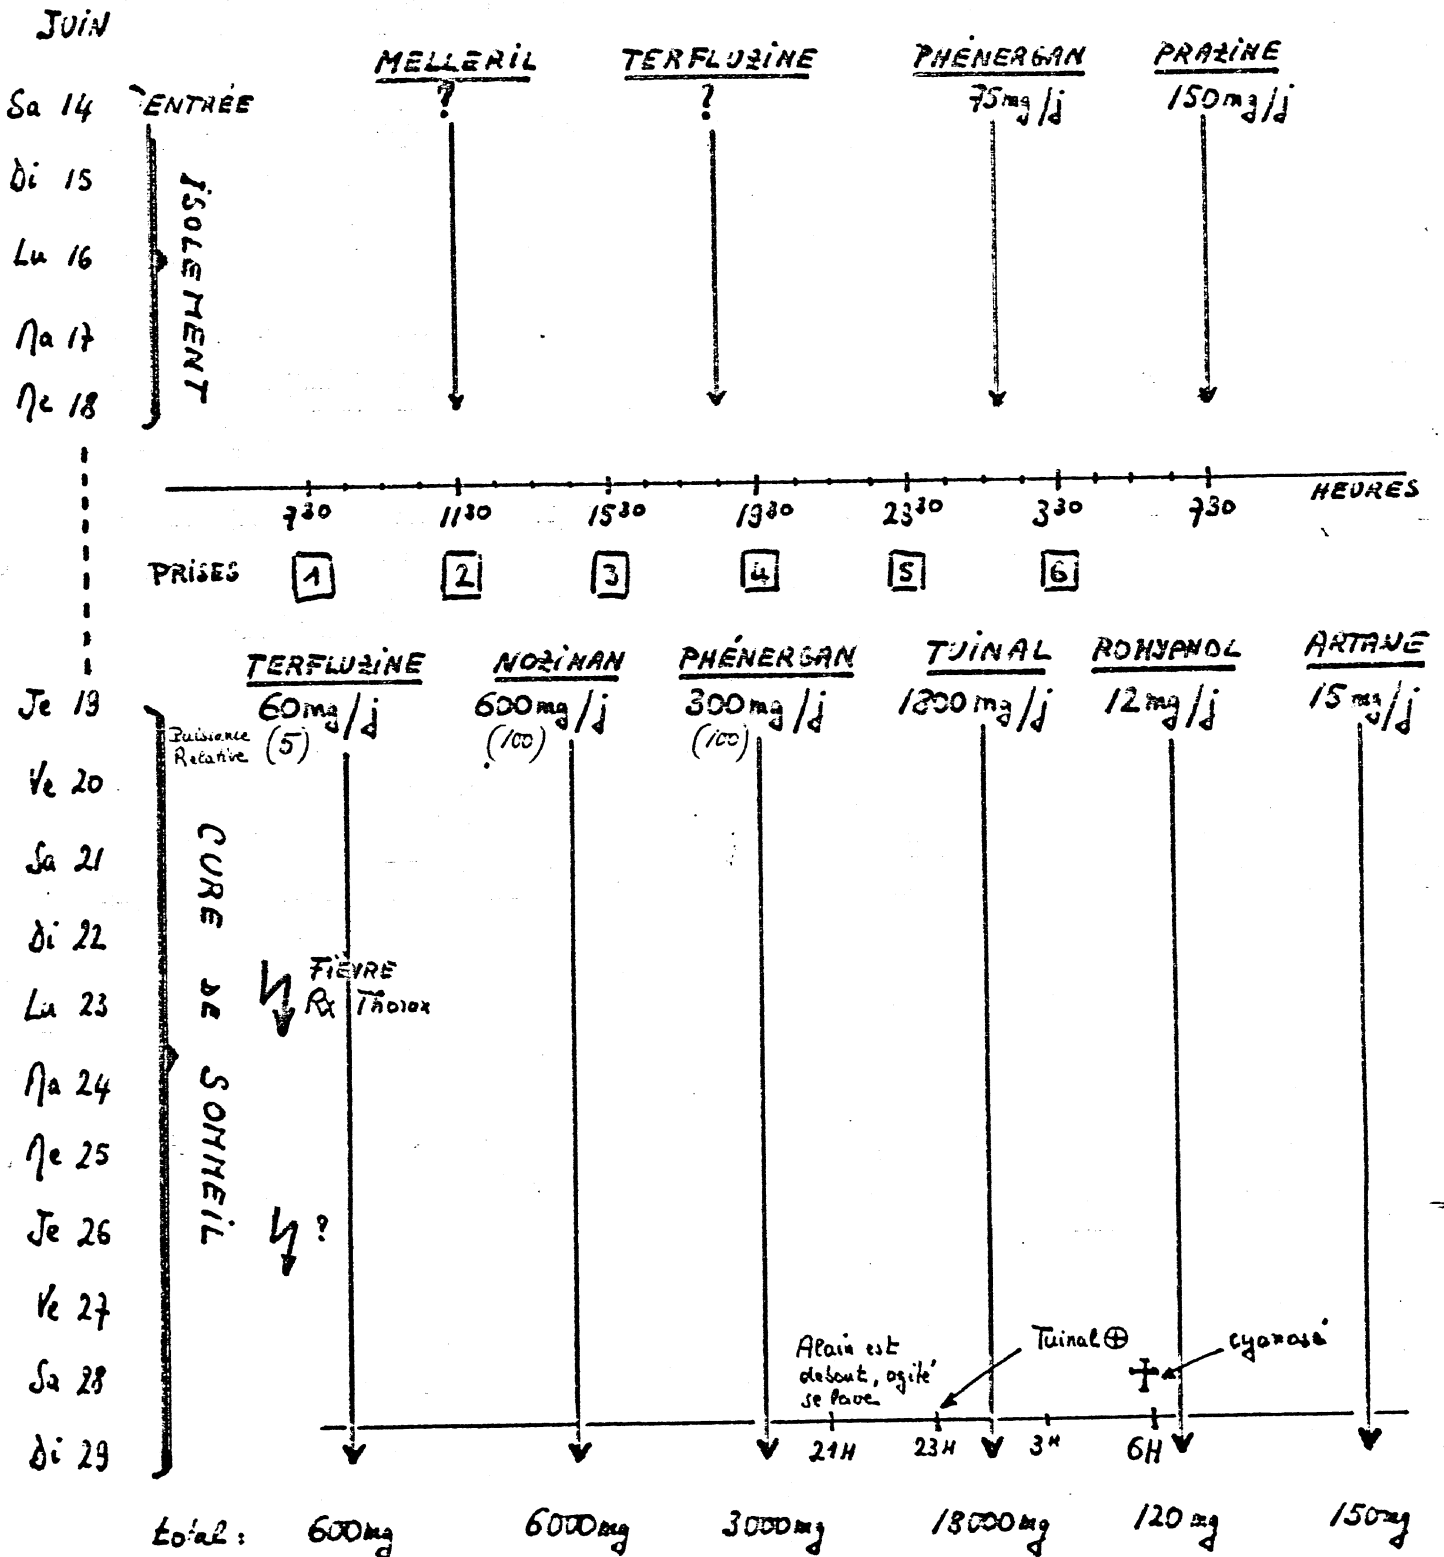 JUIN
MELLERIL TERFLUZINE PHÉNERGAN PRAZINE
Sa 14 ENTRÉE ? ? 75mg/j 150mg/j
Di 15
Lu 16
Ma 17
Me 18
ISOLEMENT
HEURES
7³⁰ 11³⁰ 15³⁰ 19³⁰ 23³⁰ 3³⁰ 7³⁰
PRISES 1 2 3 4 5 6
TERFLUZINE NOZINAN PHÉNERGAN TUINAL ROHYPNOL ARTANE
Je 19 60mg/j 600mg/j 300mg/j 1800mg/j 12mg/j 15mg/j
Puissance
Relative (5) (100) (100)
Ve 20
Sa 21
Di 22
FIÈVRE
Lu 23 Rx Thorax
Ma 24
Me 25
CURE DE SOMMEIL
Je 26 ?
Ve 27
Alain est
debout, agité
se lave
Tuinal ⊕
cyanosé
Sa 28
Di 29 21H 23H 3H 6H
total: 600mg 6000mg 3000mg 18000mg 120mg 150mg